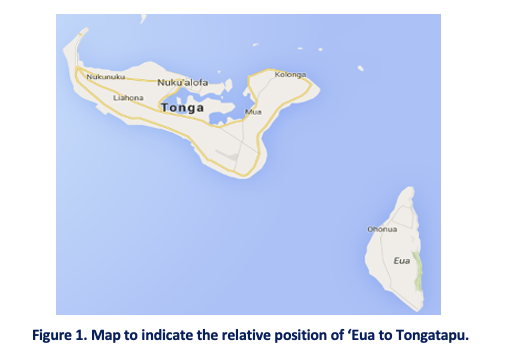 Nukunuku
Nuku'alofa
Kolonga
Liahona
Tonga
Mua
Ohonua
Eua
Figure 1. Map to indicate the relative position of ‘Eua to Tongatapu.